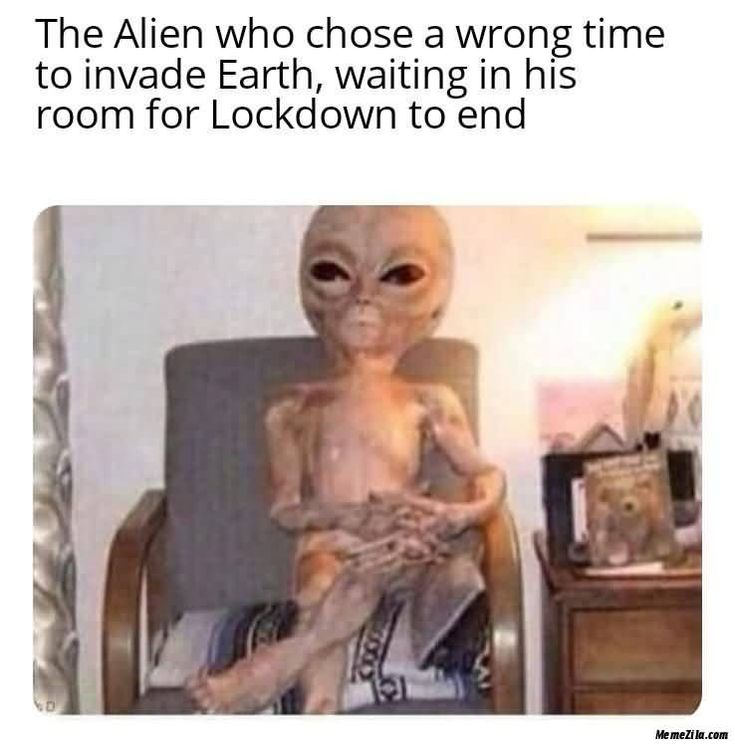 The Alien who chose a wrong time
to invade Earth, waiting in his
room for Lockdown to end
MemeZila.com